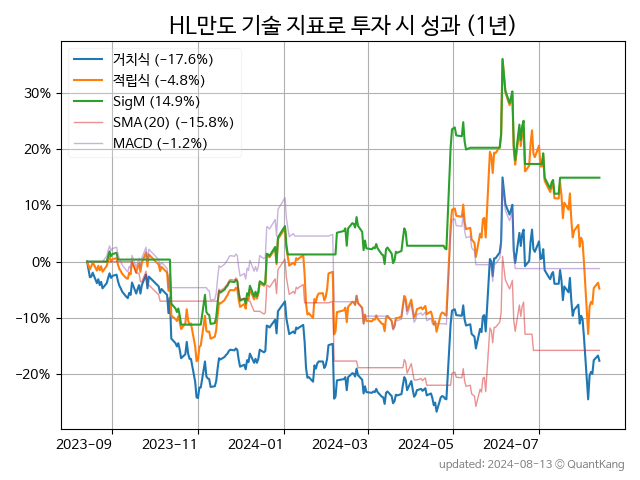 HL만도 기술 지표로 투자 시 성과 (1년)
거치식 (−17.6%)
적립식 (−4.8%)
SigM (14.9%)
SMA(20) (−15.8%)
MACD (−1.2%)
30%
20%
10%
0%
−10%
−20%
2023-09
2023-11
2024-01
2024-03
2024-05
2024-07
updated: 2024-08-13 © QuantKang